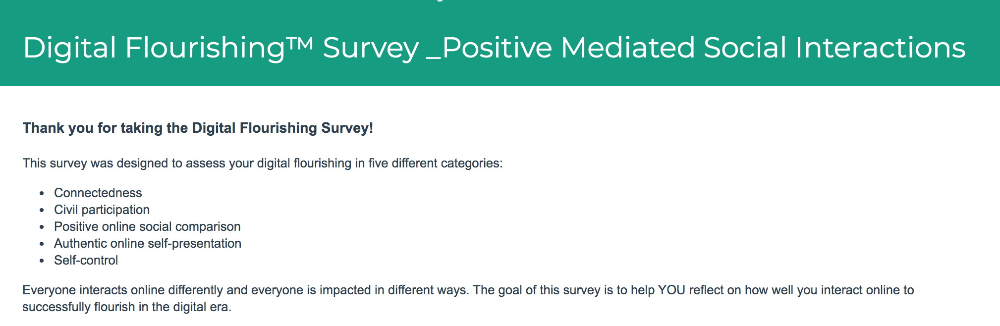 Digital Flourishing™ Survey _Positive Mediated Social Interactions
Thank you for taking the Digital Flourishing Survey!
This survey was designed to assess your digital flourishing in five different categories:
• Connectedness
• Civil participation
• Positive online social comparison
• Authentic online self-presentation
• Self-control
Everyone interacts online differently and everyone is impacted in different ways. The goal of this survey is to help YOU reflect on how well you interact online to
successfully flourish in the digital era.